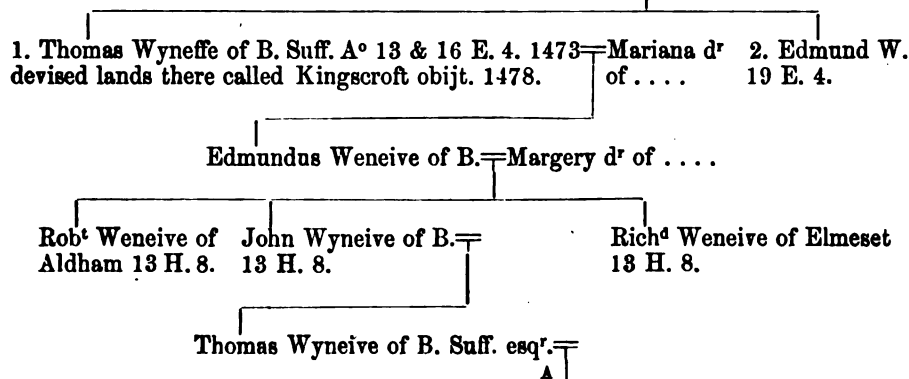 1. Thomas Wyneffe of B. Suff. Aº 13 & 16 E. 4. 1473=Mariana dʳ 2. Edmund W.
devised lands there called Kingscroft obijt. 1478. of . . . . 19 E. 4.
Edmundus Weneive of B.=Margery dʳ of . . . .
Robᵗ Weneive of John Wyneive of B.= Richᵈ Weneive of Elmeset
Aldham 13 H. 8. 13 H. 8. 13 H. 8.
Thomas Wyneive of B. Suff. esqʳ.=
A